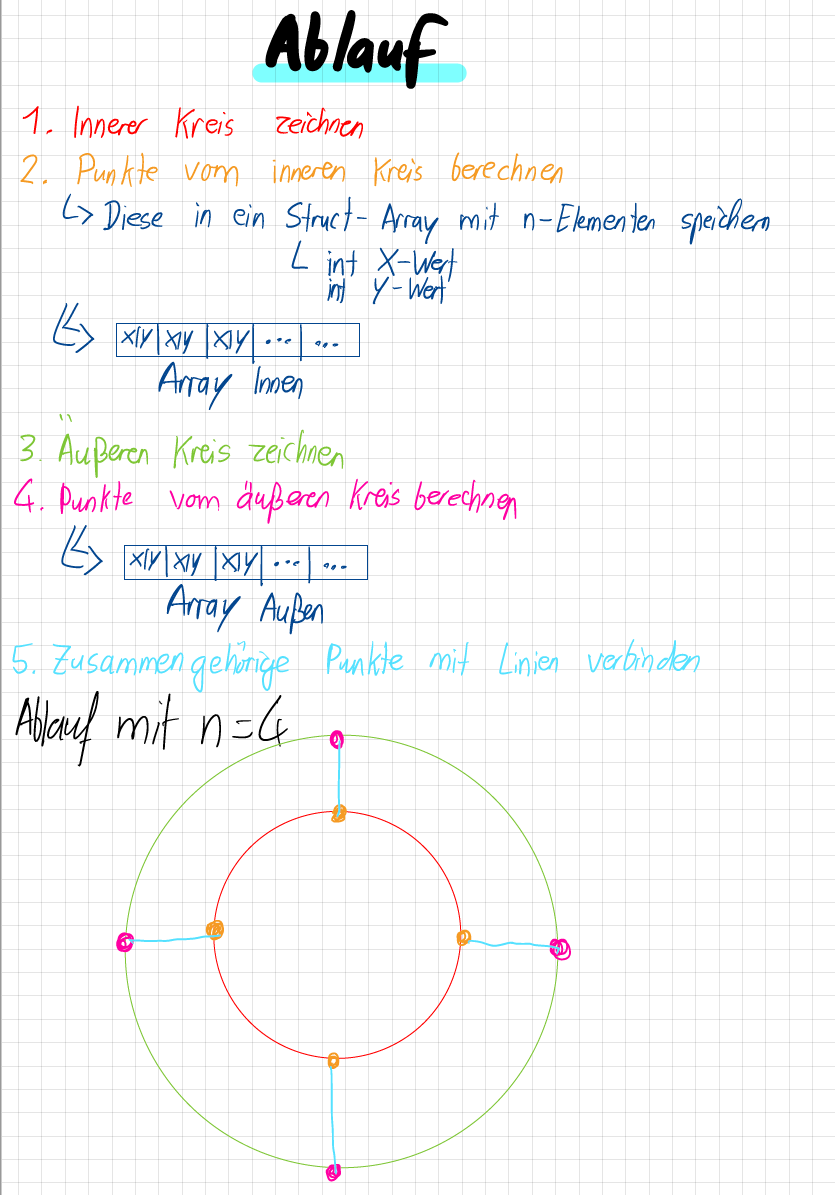 Ablauf
1. Innerer Kreis zeichnen
2. Punkte vom inneren Kreis berechnen
↳ Diese in ein Struct-Array mit n-Elementen speichern
int X-Wert
int Y-Wert
x|y x|y x|y ... ...
Array Innen
3. Äußeren Kreis zeichnen
4. Punkte vom äußeren Kreis berechnen
x|y x|y x|y ... ...
Array Außen
5. Zusammengehörige Punkte mit Linien verbinden
Ablauf mit n=4